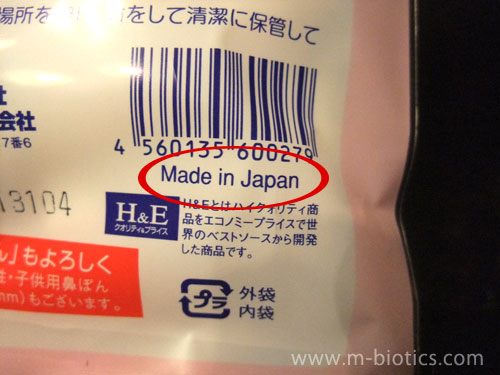 場所を
をして清潔に保管して
社
会社
7番6
4 560135 600279
Made in Japan
13104
H&E
クオリティ&プライス
H&Eとはハイクオリティ商
品をエコノミープライスで世
界のベストソースから開発
した商品です。
ん」もよろしく
性・子供用鼻ぽん
mm)もございます。
プラ
外袋
内袋
www.m-biotics.com